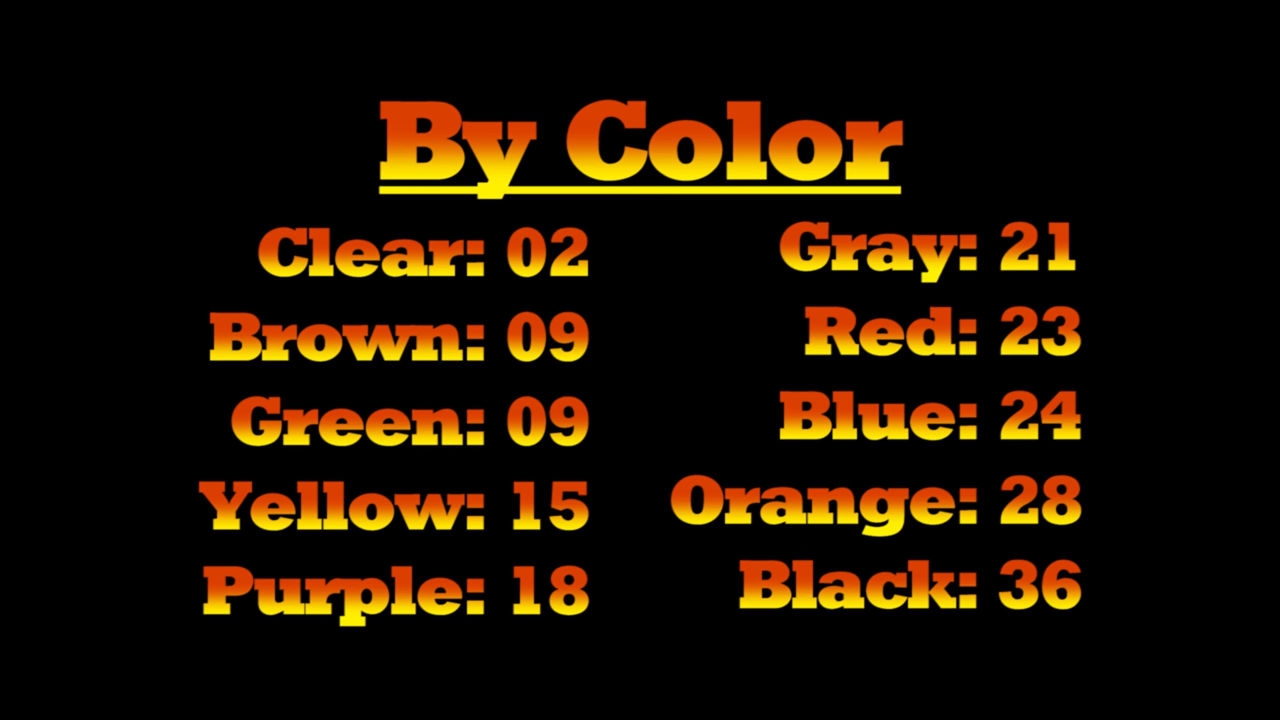 By Color
Clear: 02
Brown: 09
Green: 09
Yellow: 15
Purple: 18
Gray: 21
Red: 23
Blue: 24
Orange: 28
Black: 36